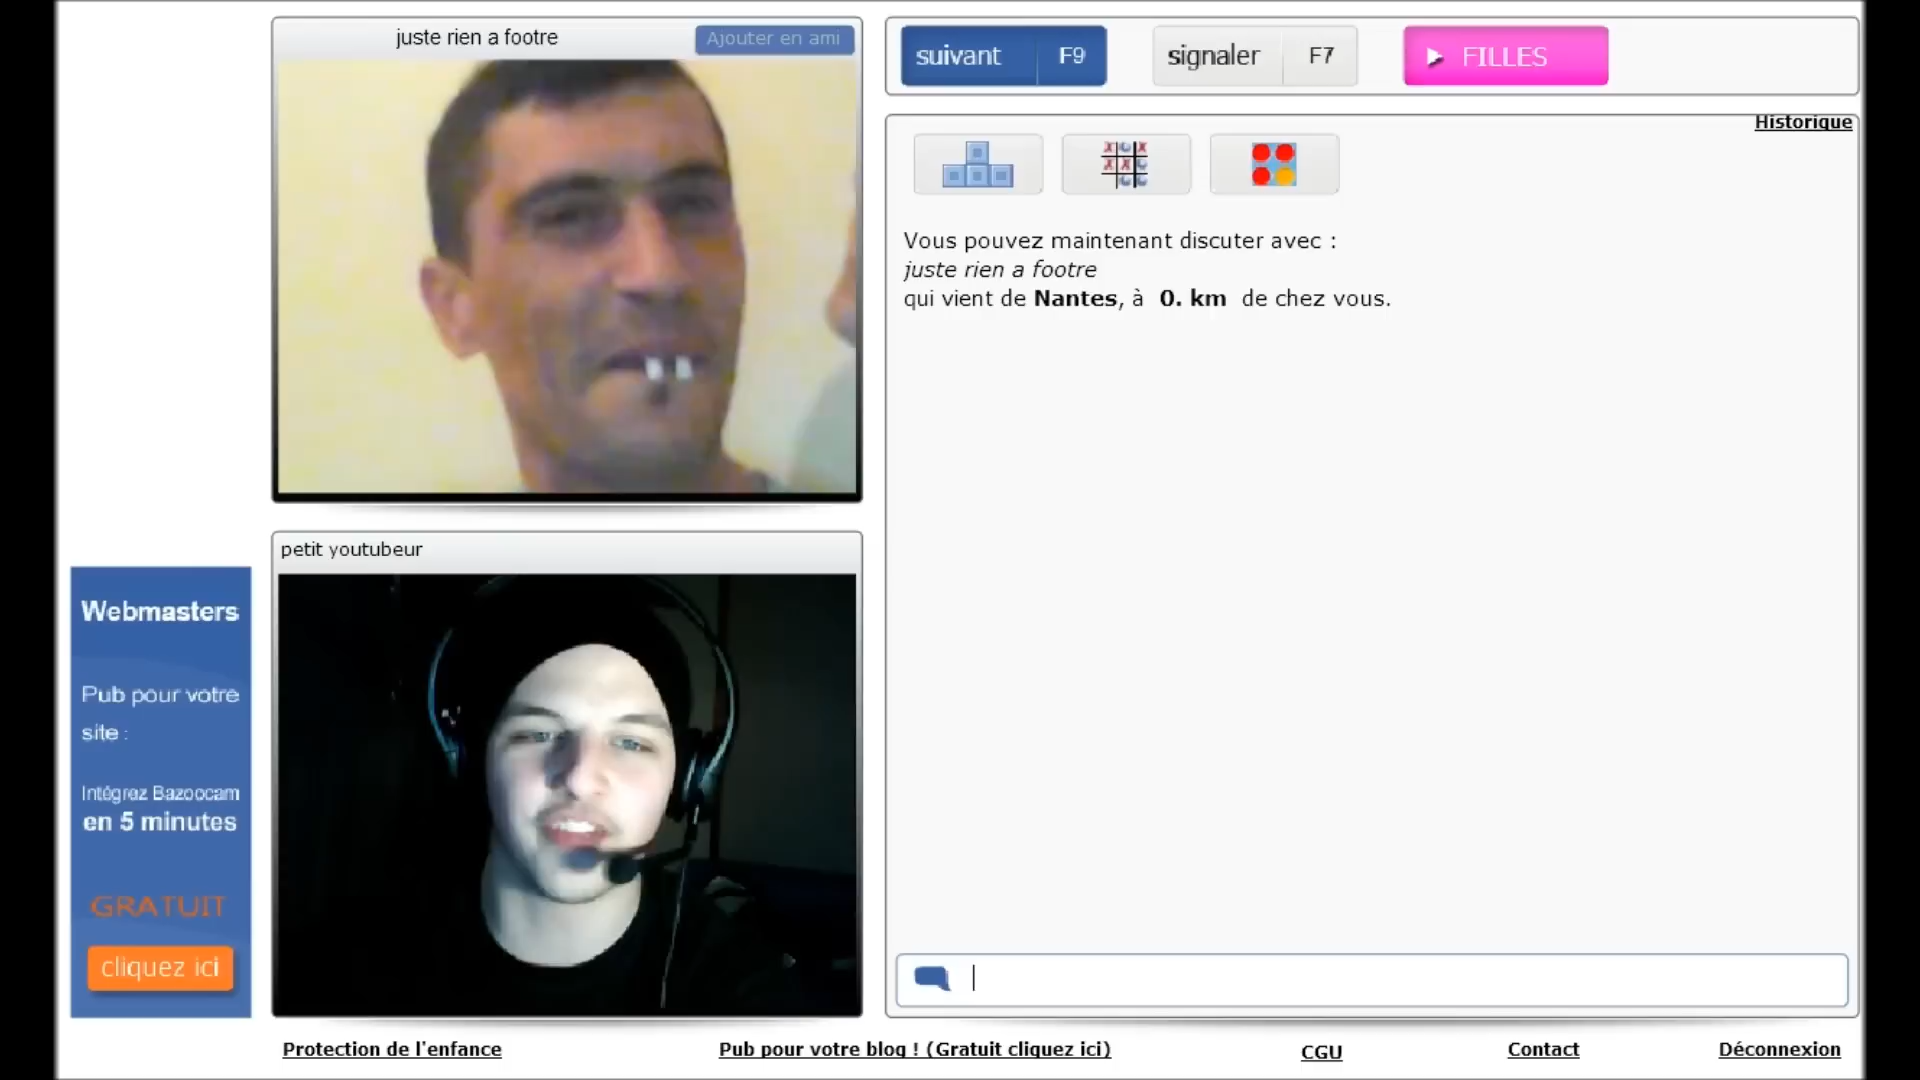 juste rien a footre
Ajouter en ami
suivant F9
signaler F7
FILLES
Historique
Vous pouvez maintenant discuter avec :
juste rien a footre
qui vient de Nantes, à 0. km de chez vous.
petit youtubeur
Webmasters
Pub pour votre
site :
Intégrez Bazoocam
en 5 minutes
GRATUIT
cliquez ici
Protection de l'enfance
Pub pour votre blog ! (Gratuit cliquez ici)
CGU
Contact
Déconnexion